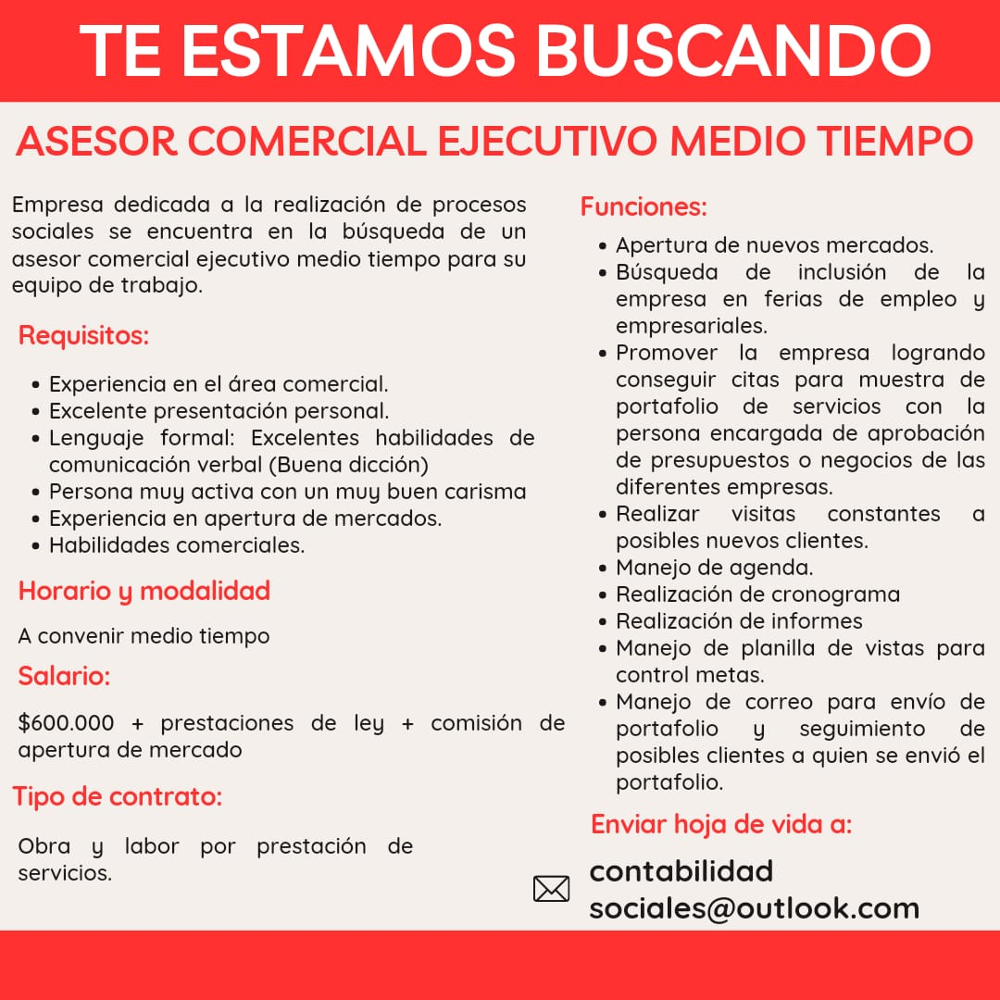 TE ESTAMOS BUSCANDO
ASESOR COMERCIAL EJECUTIVO MEDIO TIEMPO
Empresa dedicada a la realización de procesos
sociales se encuentra en la búsqueda de un
asesor comercial ejecutivo medio tiempo para su
equipo de trabajo.
Requisitos:
• Experiencia en el área comercial.
• Excelente presentación personal.
• Lenguaje formal: Excelentes habilidades de
comunicación verbal (Buena dicción)
• Persona muy activa con un muy buen carisma
• Experiencia en apertura de mercados.
• Habilidades comerciales.
Horario y modalidad
A convenir medio tiempo
Salario:
$600.000 + prestaciones de ley + comisión de
apertura de mercado
Tipo de contrato:
Obra y labor por prestación de
servicios.
Funciones:
• Apertura de nuevos mercados.
• Búsqueda de inclusión de la
empresa en ferias de empleo y
empresariales.
• Promover la empresa logrando
conseguir citas para muestra de
portafolio de servicios con la
persona encargada de aprobación
de presupuestos o negocios de las
diferentes empresas.
• Realizar visitas constantes a
posibles nuevos clientes.
• Manejo de agenda.
• Realización de cronograma
• Realización de informes
• Manejo de planilla de vistas para
control metas.
• Manejo de correo para envío de
portafolio y seguimiento de
posibles clientes a quien se envió el
portafolio.
Enviar hoja de vida a:
contabilidad
sociales@outlook.com